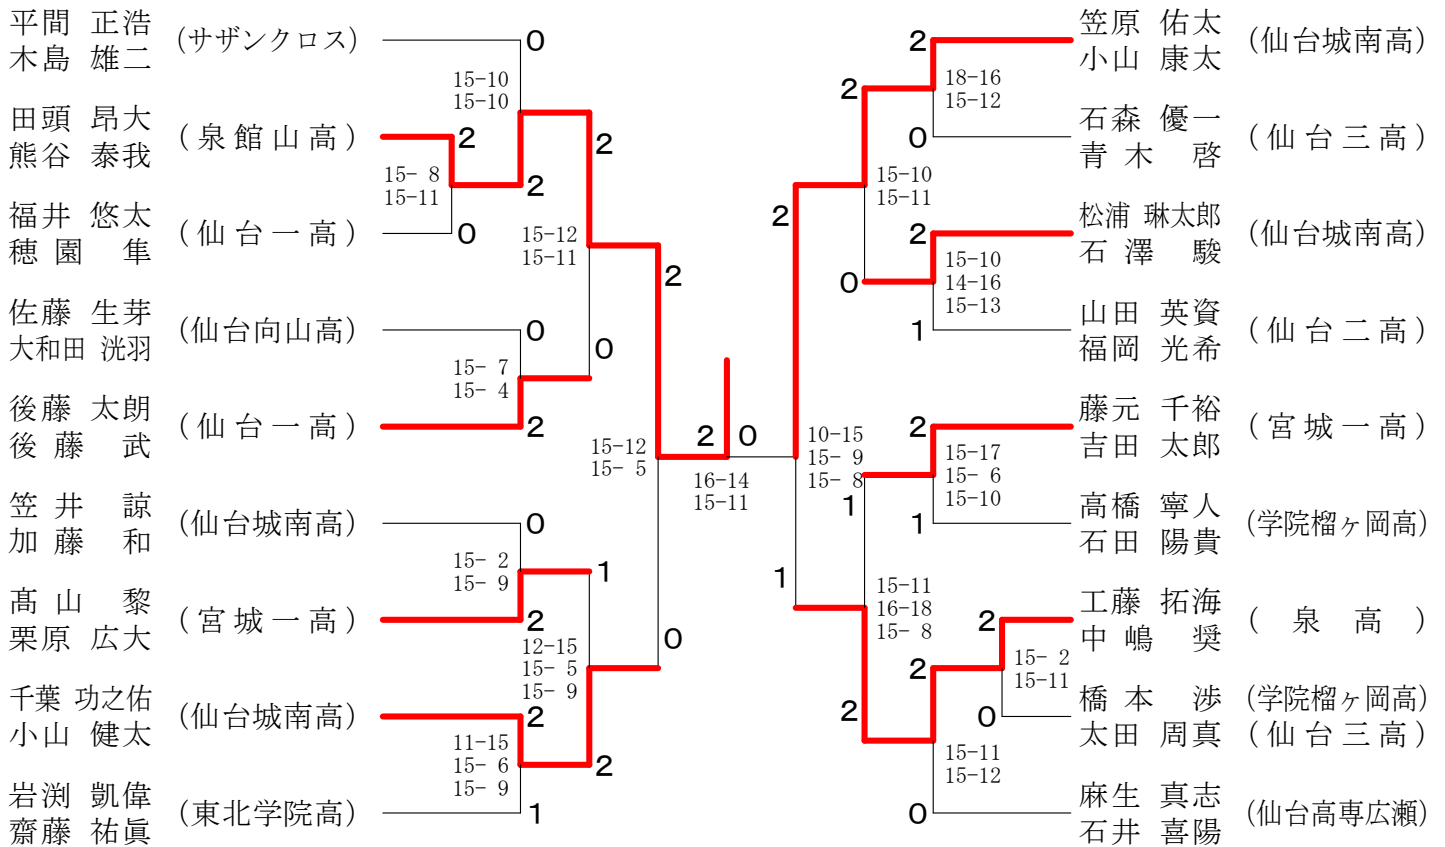 平間 正浩
木島 雄二
(サザンクロス)
0
15-10
15-10
田頭 昂大
熊谷 泰我
(泉館山高)
2
2
2
15- 8
15-11
福井 悠太
穂園 隼
(仙台一高)
0
15-12
15-11
2
佐藤 生芽
大和田 洸羽
(仙台向山高)
0
0
15- 7
15- 4
後藤 太朗
後藤 武
(仙台一高)
2
15-12
15- 5
2
0
16-14
15-11
笠井 諒
加藤 和
(仙台城南高)
0
15- 2
15- 9
1
髙山 黎
栗原 広大
(宮城一高)
2
12-15
15- 5
15- 9
0
千葉 功之佑
小山 健太
(仙台城南高)
2
11-15
15- 6
15- 9
2
岩渕 凱偉
齋藤 祐眞
(東北学院高)
1
2
笠原 佑太
小山 康太
(仙台城南高)
2
18-16
15-12
0
石森 優一
青木 啓
(仙台三高)
15-10
15-11
2
2
松浦 琳太郎
石澤 駿
(仙台城南高)
0
15-10
14-16
15-13
1
山田 英資
福岡 光希
(仙台二高)
2
藤元 千裕
吉田 太郎
(宮城一高)
10-15
15- 9
15- 8
15-17
15- 6
15-10
1
1
高橋 寧人
石田 陽貴
(学院榴ヶ岡高)
1
15-11
16-18
15- 8
2
工藤 拓海
中嶋 奨
(泉高)
2
15- 2
15-11
2
0
橋本 渉
太田 周真
(学院榴ヶ岡高)
(仙台三高)
15-11
15-12
0
麻生 真志
石井 喜陽
(仙台高専広瀬)